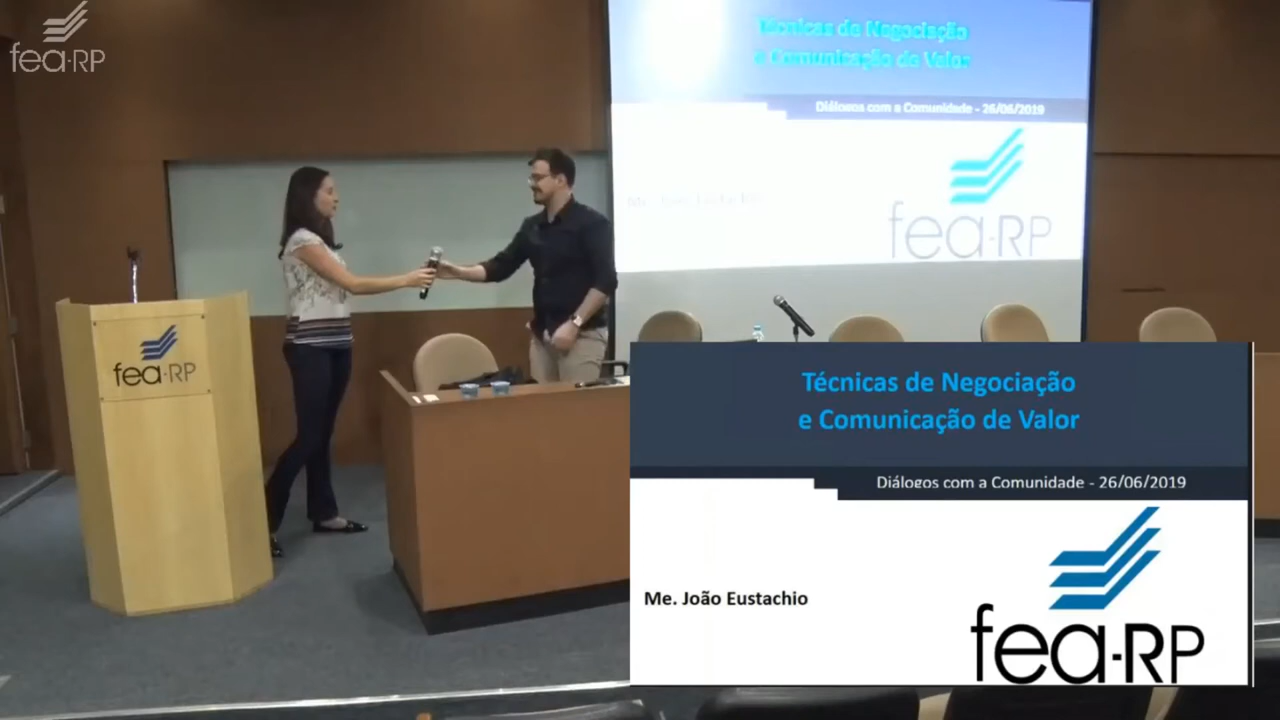 fea-RP
Técnicas de Negociação
e Comunicação de Valor
Diálogos com a Comunidade - 26/06/2019
fea-RP
fea-RP
Técnicas de Negociação
e Comunicação de Valor
Diálogos com a Comunidade - 26/06/2019
Me. João Eustachio
fea-RP